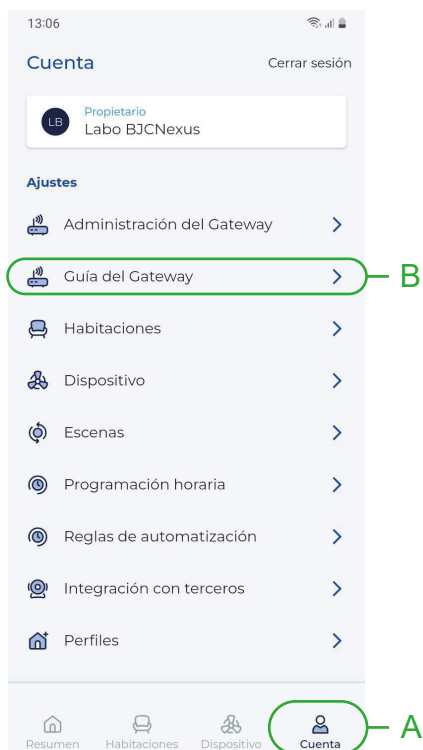 13:06
Cuenta
Cerrar sesión
LB
Propietario
Labo BJCNexus
Ajustes
Administración del Gateway
Guía del Gateway
B
Habitaciones
Dispositivo
Escenas
Programación horaria
Reglas de automatización
Integración con terceros
Perfiles
Resumen
Habitaciones
Dispositivo
Cuenta
A